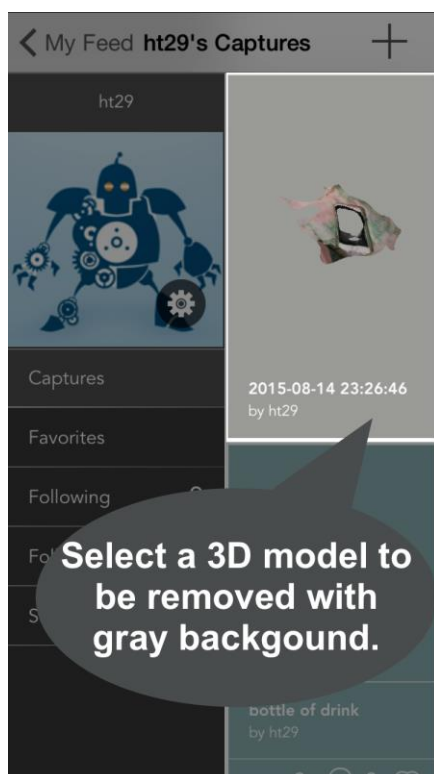 My Feed ht29's Captures
ht29
Captures
Favorites
Following
2015-08-14 23:26:46
by ht29
Select a 3D model to
be removed with
gray backgound.
bottle of drink
by ht29